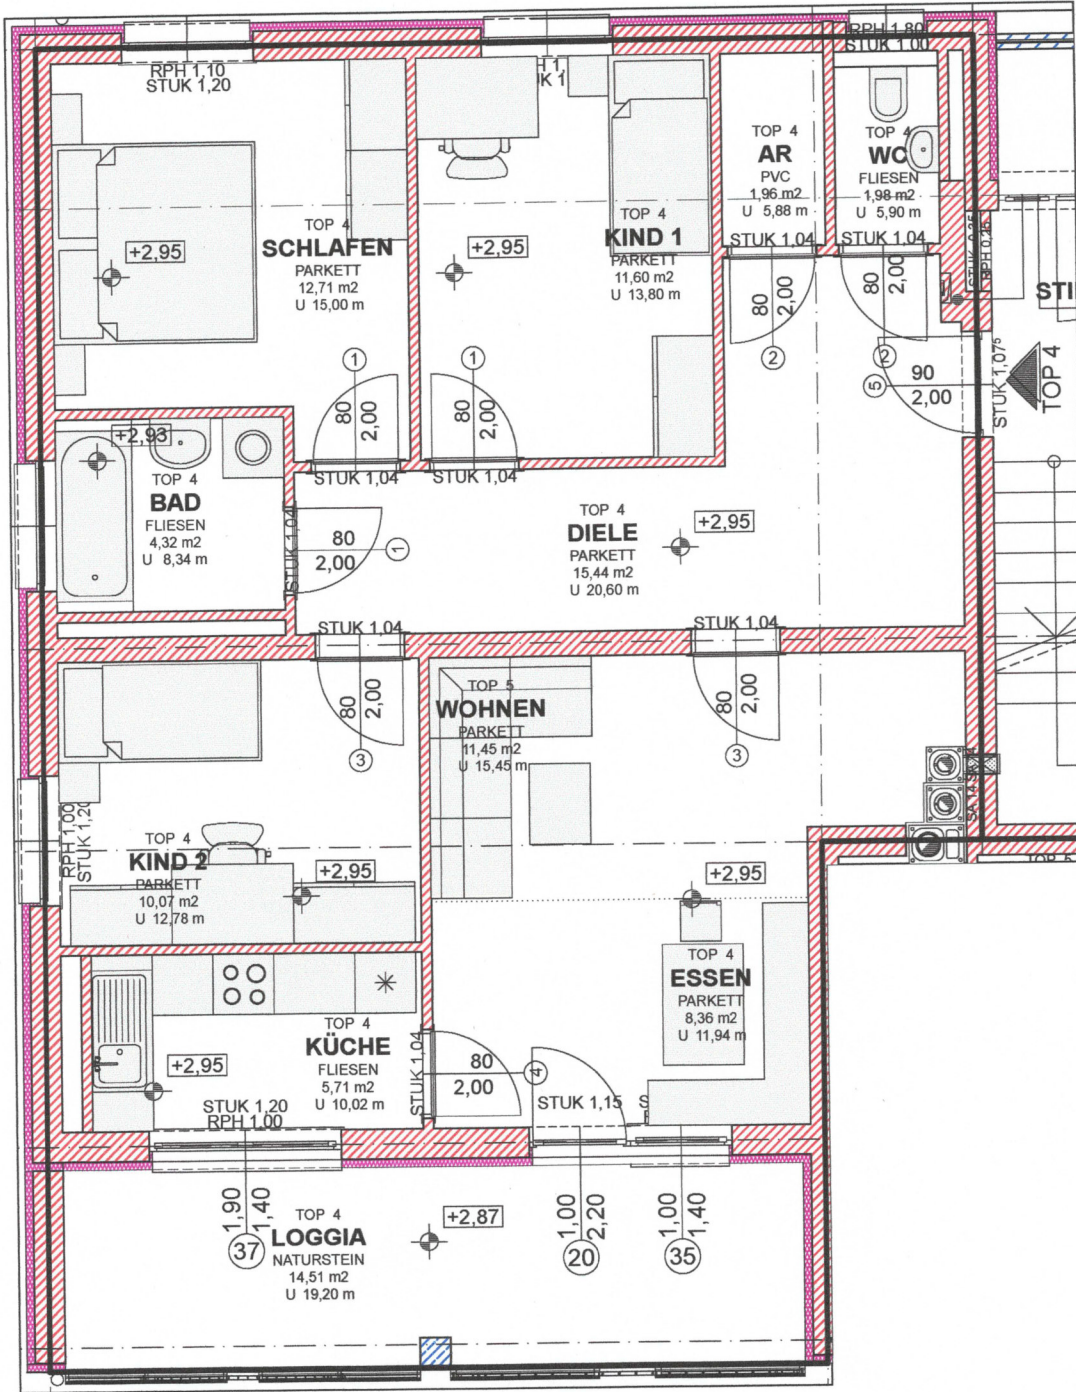 RPH 1,10
STUK 1,20
RPH 1,80
STUK 1.00
TOP 4
SCHLAFEN
PARKETT
12,71 m2
U 15,00 m
+2,95
TOP 4
KIND 1
PARKETT
11,60 m2
U 13,80 m
+2,95
TOP 4
AR
PVC
1,96 m2
U 5,88 m
STUK 1,04
TOP 4
WC
FLIESEN
1,98 m2
U 5,90 m
STUK 1,04
RPH 0,25
80
2,00
2
80
2,00
2
STI
TOP 4
STUK 1,07⁵
90
2,00
5
1
80
2,00
STUK 1,04
1
80
2,00
STUK 1,04
+2,93
TOP 4
BAD
FLIESEN
4,32 m2
U 8,34 m
STUK 1,04
80
2,00
1
TOP 4
DIELE
PARKETT
15,44 m2
U 20,60 m
+2,95
STUK 1,04
80
2,00
3
STUK 1,04
80
2,00
3
TOP 5
WOHNEN
PARKETT
11,45 m2
U 15,45 m
RPH 1,00
STUK 1,20
TOP 4
KIND 2
PARKETT
10,07 m2
U 12,78 m
+2,95
+2,95
TOP 5
TOP 4
ESSEN
PARKETT
8,36 m2
U 11,94 m
TOP 4
KÜCHE
FLIESEN
5,71 m2
U 10,02 m
+2,95
STUK 1,20
RPH 1,00
STUK 1,04
80
2,00
4
STUK 1,15
1,90
1,40
37
1,00
2,20
20
1,00
1,40
35
TOP 4
LOGGIA
NATURSTEIN
14,51 m2
U 19,20 m
+2,87